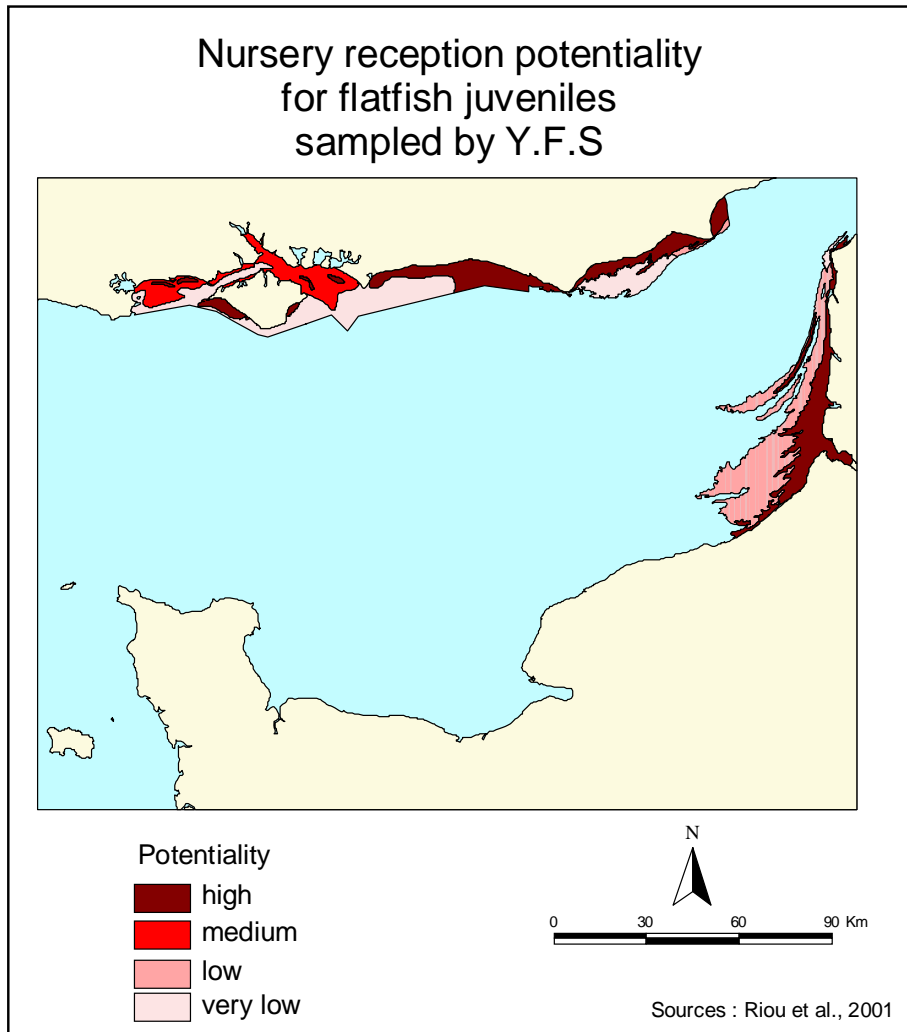 Nursery reception potentiality
for flatfish juveniles
sampled by Y.F.S
Potentiality
high
medium
low
very low
N
0 30 60 90 Km
Sources : Riou et al., 2001